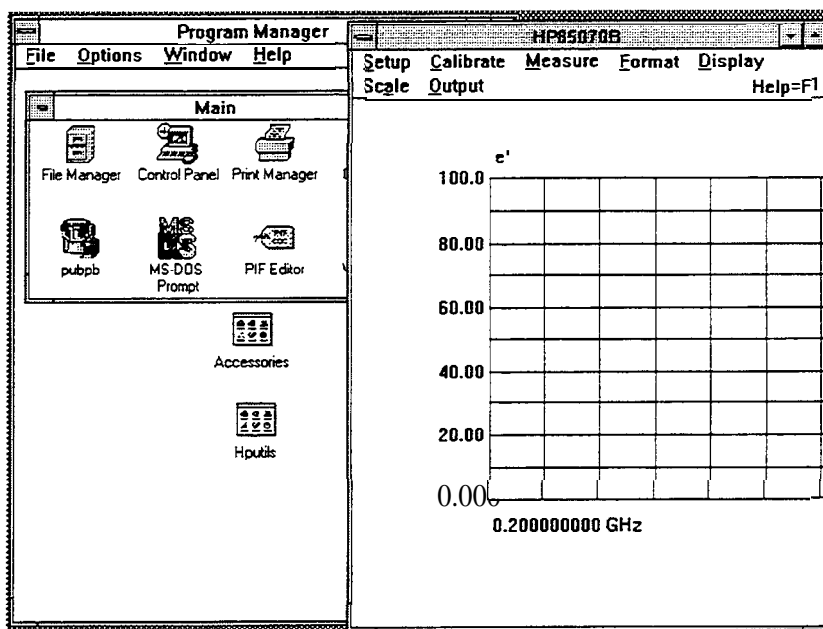 Program Manager
File Options Window Help
Main
File Manager Control Panel Print Manager
pubpb MS-DOS Prompt PIF Editor
Accessories
Hputils
HP85070B
Setup Calibrate Measure Format Display
Scale Output Help=F1
e'
100.0
80.00
60.00
40.00
20.00
0.00
0.200000000 GHz